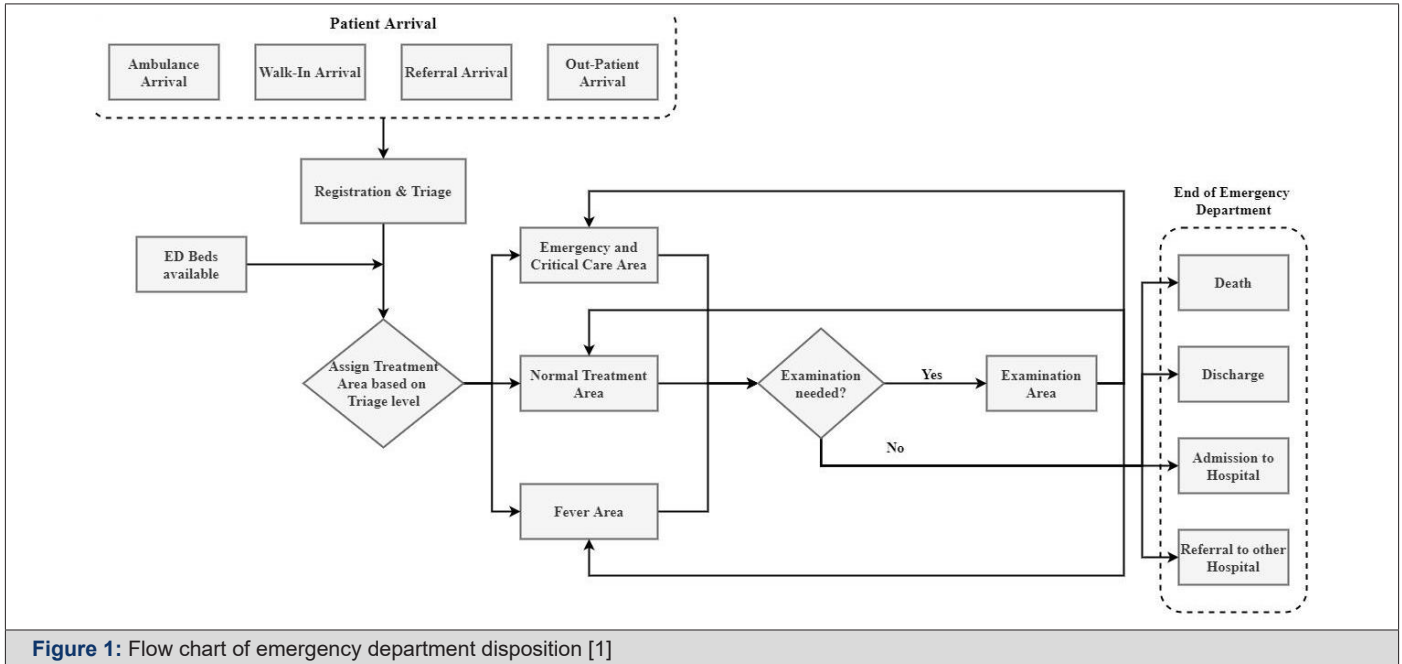 Patient Arrival
Ambulance
Arrival
Walk-In Arrival
Referral Arrival
Out-Patient
Arrival
Registration & Triage
ED Beds
available
Assign Treatment
Area based on
Triage level
Emergency and
Critical Care Area
Normal Treatment
Area
Fever Area
Examination
needed?
Yes
No
Examination
Area
End of Emergency
Department
Death
Discharge
Admission to
Hospital
Referral to other
Hospital
Figure 1: Flow chart of emergency department disposition [1]